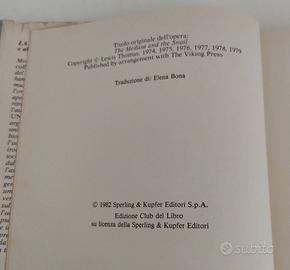 Titolo originale dell'opera:
The Medusa and the Snail
Copyright © Lewis Thomas, 1974, 1975, 1976, 1977, 1978, 1979
Published by arrangement with The Viking Press
Traduzione di: Elena Bona
© 1982 Sperling & Kupfer Editori S.p.A.
Edizione Club del Libro
su licenza della Sperling & Kupfer Editori
subito